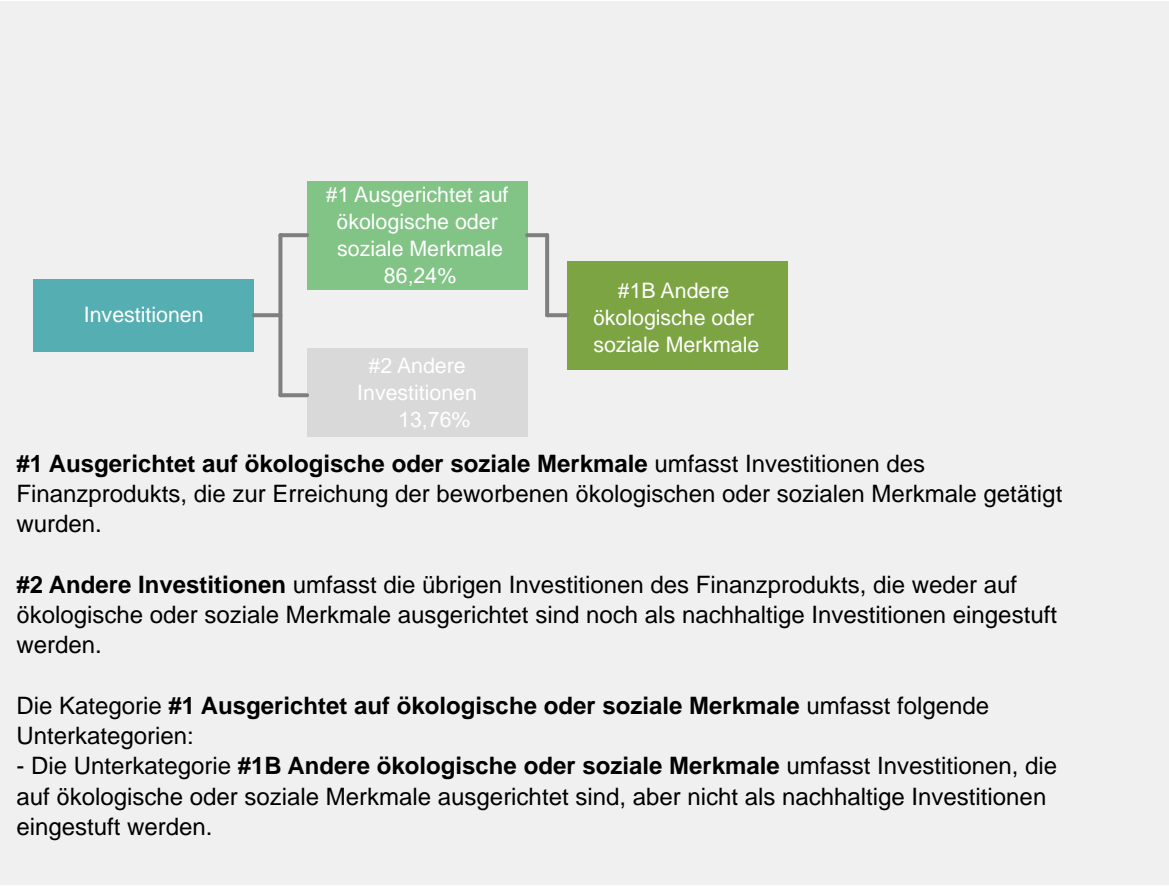 #1 Ausgerichtet auf
ökologische oder
soziale Merkmale
86,24%
Investitionen
#1B Andere
ökologische oder
soziale Merkmale
#2 Andere
Investitionen
13,76%
#1 Ausgerichtet auf ökologische oder soziale Merkmale umfasst Investitionen des
Finanzprodukts, die zur Erreichung der beworbenen ökologischen oder sozialen Merkmale getätigt
wurden.
#2 Andere Investitionen umfasst die übrigen Investitionen des Finanzprodukts, die weder auf
ökologische oder soziale Merkmale ausgerichtet sind noch als nachhaltige Investitionen eingestuft
werden.
Die Kategorie #1 Ausgerichtet auf ökologische oder soziale Merkmale umfasst folgende
Unterkategorien:
- Die Unterkategorie #1B Andere ökologische oder soziale Merkmale umfasst Investitionen, die
auf ökologische oder soziale Merkmale ausgerichtet sind, aber nicht als nachhaltige Investitionen
eingestuft werden.